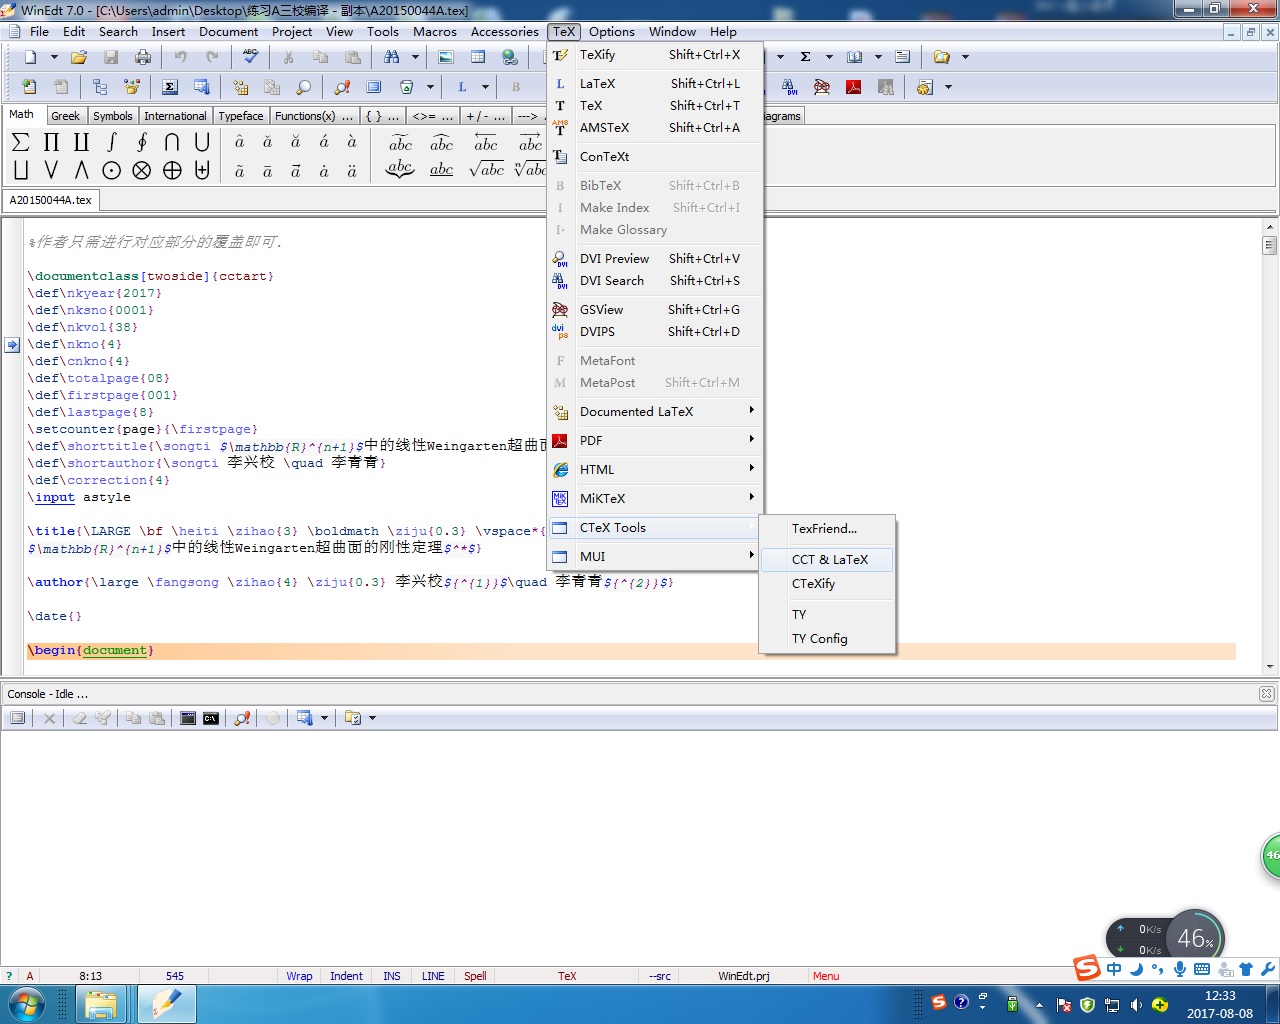 WinEdt 7.0 - [C:\Users\admin\Desktop\练习A三校编译 - 副本\A20150044A.tex]
File Edit Search Insert Document Project View Tools Macros Accessories TeX Options Window Help
TeXify Shift+Ctrl+X
LaTeX Shift+Ctrl+L
TeX Shift+Ctrl+T
AMSTeX Shift+Ctrl+A
ConTeXt
BibTeX Shift+Ctrl+B
Make Index Shift+Ctrl+I
Make Glossary
DVI Preview Shift+Ctrl+V
DVI Search Shift+Ctrl+S
GSView Shift+Ctrl+G
DVIPS Shift+Ctrl+D
MetaFont
MetaPost Shift+Ctrl+M
Documented LaTeX
PDF
HTML
MiKTeX
CTeX Tools
MUI
TexFriend...
CCT & LaTeX
CTeXify
TY
TY Config
Math Greek Symbols International Typeface Functions(x) ... { } ... <>= ... + / - ... ---> .
A20150044A.tex
%作者只需进行对应部分的覆盖即可.
\documentclass[twoside]{cctart}
\def\nkyear{2017}
\def\nksno{0001}
\def\nkvol{38}
\def\nkno{4}
\def\cnkno{4}
\def\totalpage{08}
\def\firstpage{001}
\def\lastpage{8}
\setcounter{page}{\firstpage}
\def\shorttitle{\songti $\mathbb{R}^{n+1}$中的线性Weingarten超曲面
\def\shortauthor{\songti 李兴校 \quad 李青青}
\def\correction{4}
\input astyle
\title{\LARGE \bf \heiti \zihao{3} \boldmath \ziju{0.3} \vspace*{
$\mathbb{R}^{n+1}$中的线性Weingarten超曲面的刚性定理$^*$}
\author{\large \fangsong \zihao{4} \ziju{0.3} 李兴校${^{1}}$\quad 李青青${^{2}}$}
\date{}
\begin{document}
Console - Idle ...
? A 8:13 545 Wrap Indent INS LINE Spell TeX --src WinEdt.prj Menu
0K/s
0K/s
46%
46
中
12:33
2017-08-08